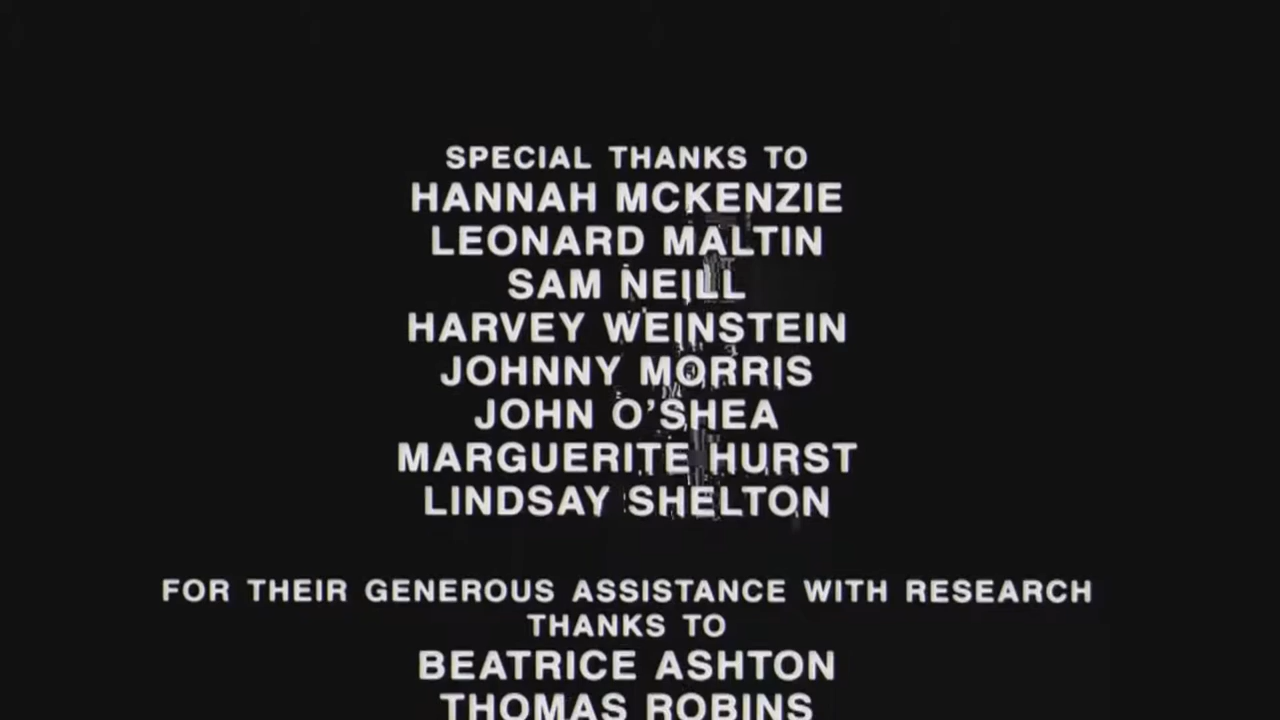 SPECIAL THANKS TO
HANNAH MCKENZIE
LEONARD MALTIN
SAM NEILL
HARVEY WEINSTEIN
JOHNNY MORRIS
JOHN O'SHEA
MARGUERITE HURST
LINDSAY SHELTON
FOR THEIR GENEROUS ASSISTANCE WITH RESEARCH
THANKS TO
BEATRICE ASHTON
THOMAS ROBINS